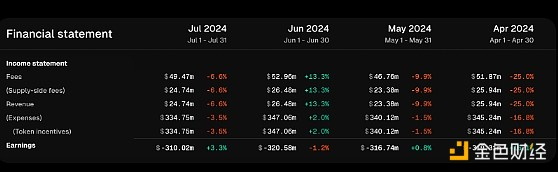 Financial statement Jul 2024 Jun 2024 May 2024 Apr 2024
Jul 1 - Jul 31 Jun 1 - Jun 30 May 1 - May 31 Apr 1 - Apr 30
Income statement
Fees $49.47m -6.6% $52.96m +13.3% $46.76m -9.9% $51.87m -25.0%
(Supply-side fees) $24.74m -6.6% $26.48m +13.3% $23.38m -9.9% $25.94m -25.0%
Revenue $24.74m -6.6% $26.48m +13.3% $23.38m -9.9% $25.94m -25.0%
(Expenses) $334.75m -3.5% $347.06m +2.0% $340.12m -1.5% $345.24m -16.8%
(Token incentives) $334.75m -3.5% $347.06m +2.0% $340.12m -1.5% $345.24m -16.8%
Earnings $-310.02m +3.3% $-320.58m -1.2% $-316.74m +0.8%
金色财经